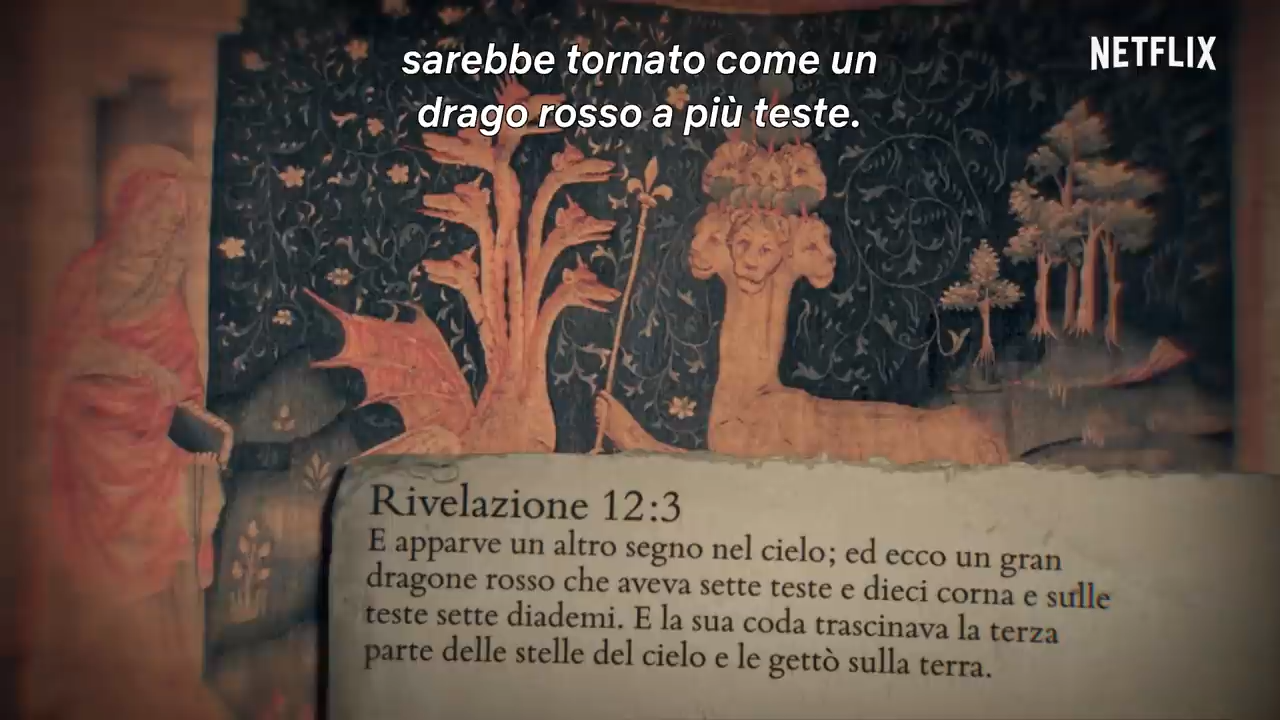 sarebbe tornato come un
drago rosso a più teste.
NETFLIX
Rivelazione 12:3
E apparve un altro segno nel cielo; ed ecco un gran
dragone rosso che aveva sette teste e dieci corna e sulle
teste sette diademi. E la sua coda trascinava la terza
parte delle stelle del cielo e le gettò sulla terra.